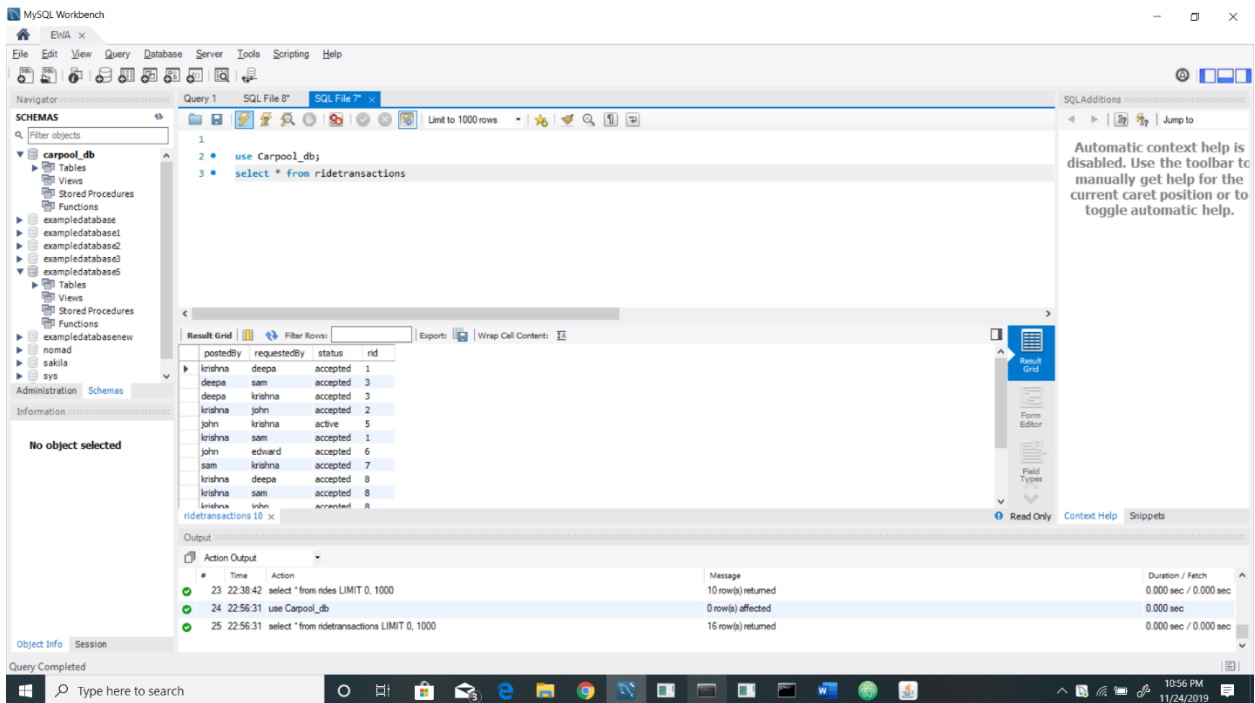 MySQL Workbench
EWA ×
File Edit View Query Database Server Tools Scripting Help
Navigator
SCHEMAS
Filter objects
carpool_db
Tables
Views
Stored Procedures
Functions
exampledatabase
exampledatabase1
exampledatabase2
exampledatabase3
exampledatabase5
Tables
Views
Stored Procedures
Functions
exampledatabasenew
nomad
sakila
sys
Administration Schemas
Information
No object selected
Object Info Session
Query 1 SQL File 8* SQL File 7* ×
Limit to 1000 rows
1
2 use Carpool_db;
3 select * from ridetransactions
Result Grid Filter Rows: Export: Wrap Cell Content:
postedBy requestedBy status rid
krishna deepa accepted 1
deepa sam accepted 3
deepa krishna accepted 3
krishna john accepted 2
john krishna active 5
krishna sam accepted 1
john edward accepted 6
sam krishna accepted 7
krishna deepa accepted 8
krishna sam accepted 8
krishna john accepted 8
ridetransactions 10 ×
Result Grid
Form Editor
Field Types
Read Only
SQLAdditions
Jump to
Automatic context help is
disabled. Use the toolbar to
manually get help for the
current caret position or to
toggle automatic help.
Context Help Snippets
Output
Action Output
# Time Action Message Duration / Fetch
23 22:38:42 select * from rides LIMIT 0, 1000 10 row(s) returned 0.000 sec / 0.000 sec
24 22:56:31 use Carpool_db 0 row(s) affected 0.000 sec
25 22:56:31 select * from ridetransactions LIMIT 0, 1000 16 row(s) returned 0.000 sec / 0.000 sec
Query Completed
Type here to search
10:56 PM
11/24/2019